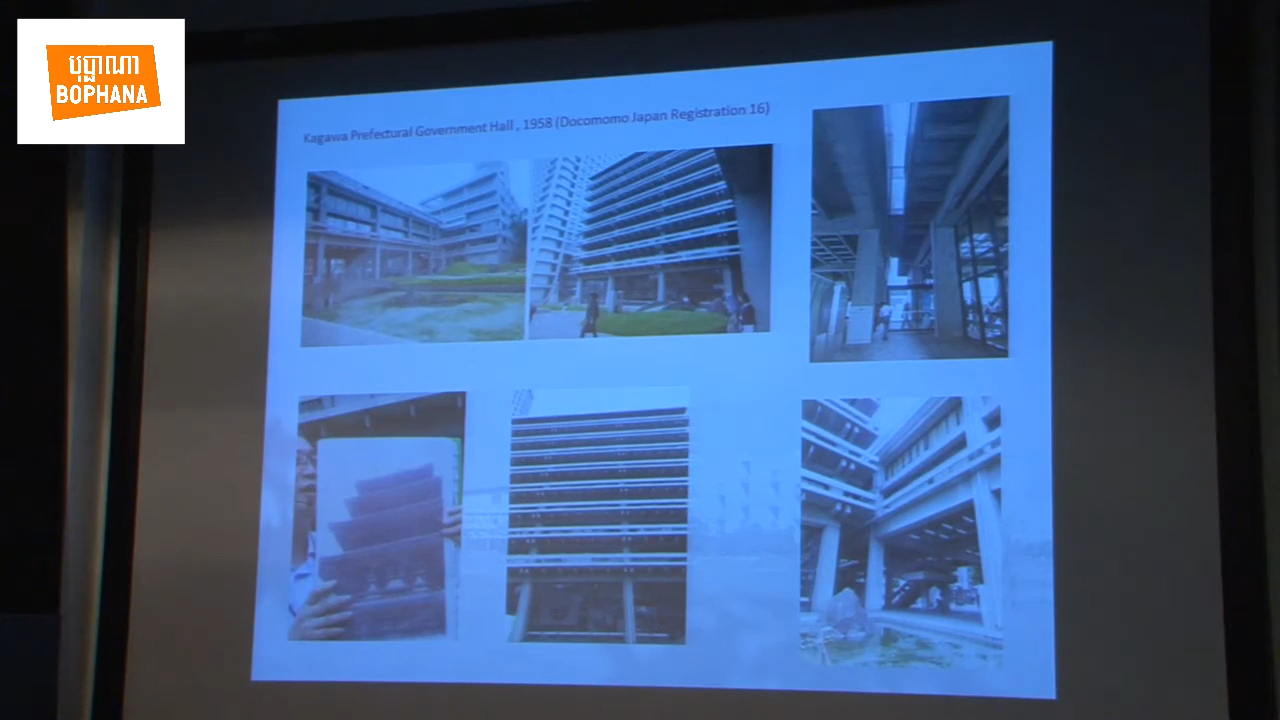 បុប្ផាណា
BOPHANA
Kagawa Prefectural Government Hall , 1958 (Docomomo Japan Registration 16)